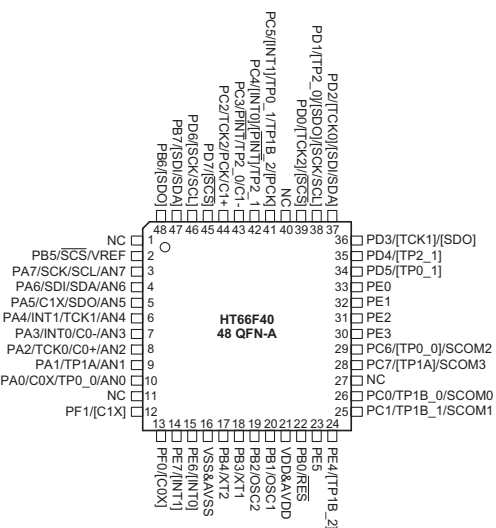 PB6/[SDO]
PB7/[SDI/SDA]
PD6/[SCK/SCL]
PD7/[SCS]
PC2/TCK2/PCK/C1+
PC3/PINT/TP2_0/C1-
PC4/[INT0]/[PINT]/TP2_1
PC5/[INT1]/TP0_1/TP1B_2/[PCK]
NC
PD0/[TCK2]/[SCS]
PD1/[TP2_0]/[SDO]/[SCK/SCL]
PD2/[TCK0]/[SDI/SDA]
48 47 46 45 44 43 42 41 40 39 38 37
NC 1
PB5/SCS/VREF 2
PA7/SCK/SCL/AN7 3
PA6/SDI/SDA/AN6 4
PA5/C1X/SDO/AN5 5
PA4/INT1/TCK1/AN4 6
PA3/INT0/C0-/AN3 7
PA2/TCK0/C0+/AN2 8
PA1/TP1A/AN1 9
PA0/C0X/TP0_0/AN0 10
NC 11
PF1/[C1X] 12
HT66F40
48 QFN-A
36 PD3/[TCK1]/[SDO]
35 PD4/[TP2_1]
34 PD5/[TP0_1]
33 PE0
32 PE1
31 PE2
30 PE3
29 PC6/[TP0_0]/SCOM2
28 PC7/[TP1A]/SCOM3
27 NC
26 PC0/TP1B_0/SCOM0
25 PC1/TP1B_1/SCOM1
13 14 15 16 17 18 19 20 21 22 23 24
PF0/[C0X]
PE7/[INT1]
PE6/[INT0]
VSS&AVSS
PB4/XT2
PB3/XT1
PB2/OSC2
PB1/OSC1
VDD&AVDD
PB0/RES
PE5
PE4/[TP1B_2]